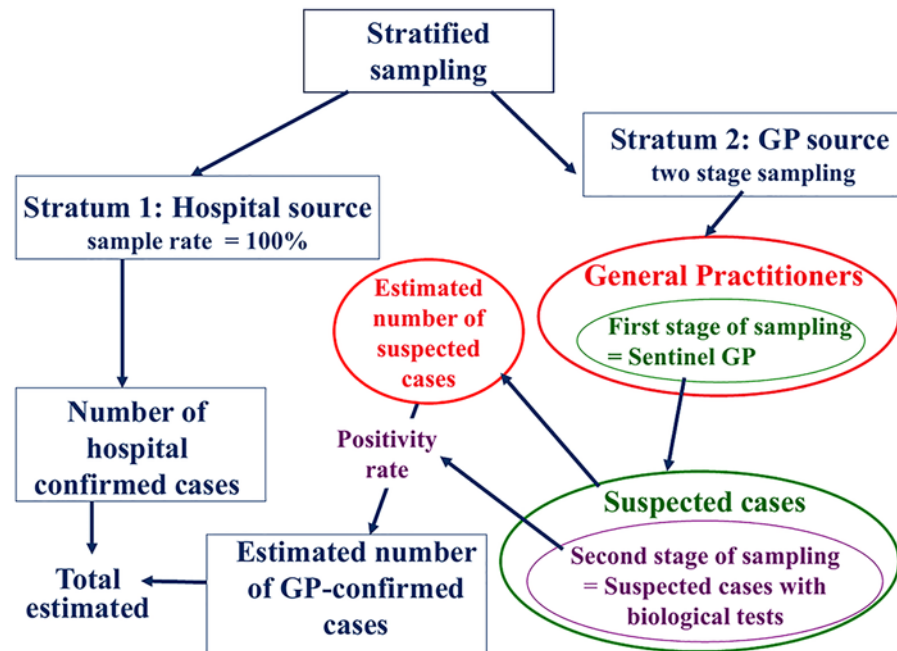 Stratified
sampling
Stratum 2: GP source
two stage sampling
Stratum 1: Hospital source
sample rate = 100%
General Practitioners
First stage of sampling
= Sentinel GP
Estimated
number of
suspected
cases
Number of
hospital
confirmed cases
Positivity
rate
Suspected cases
Second stage of sampling
= Suspected cases with
biological tests
Estimated number
of GP-confirmed
cases
Total
estimated